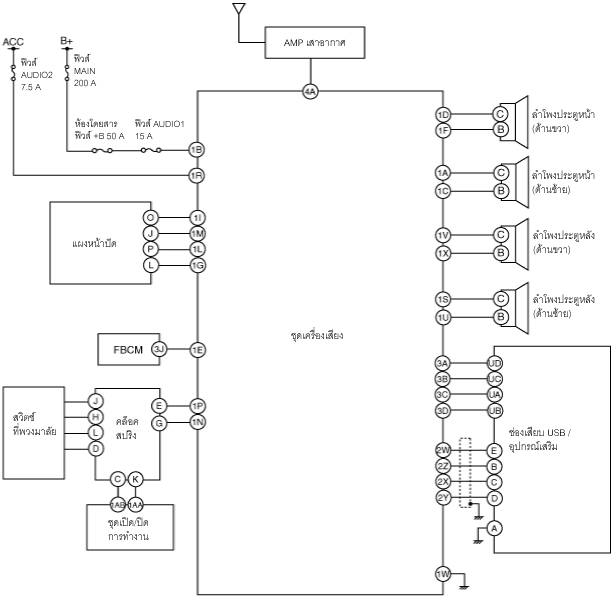 AMP เสาอากาศ
ACC
B+
ฟิวส์
AUDIO2
7.5 A
ฟิวส์
MAIN
200 A
4A
ห้องโดยสาร
ฟิวส์ +B 50 A
ฟิวส์ AUDIO1
15 A
1B
1R
1D
1F
C
B
ลำโพงประตูหน้า
(ด้านขวา)
1A
1C
C
B
ลำโพงประตูหน้า
(ด้านซ้าย)
แผงหน้าปัด
O
J
P
L
1I
1M
1L
1G
1V
1X
C
B
ลำโพงประตูหลัง
(ด้านขวา)
1S
1U
C
B
ลำโพงประตูหลัง
(ด้านซ้าย)
ชุดเครื่องเสียง
FBCM
3J
1E
3A
3B
3C
3D
UD
UC
UA
UB
สวิตช์
ที่พวงมาลัย
J
H
L
D
คล็อค
สปริง
E
G
1P
1N
C
K
1AB
1AA
ชุดเปิด/ปิด
การทำงาน
2W
2Z
2X
2Y
E
B
C
D
A
ช่องเสียบ USB /
อุปกรณ์เสริม
1W